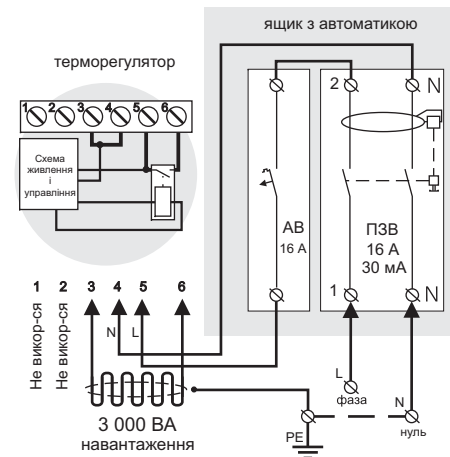 ящик з автоматикою
терморегулятор
1 2 3 4 5 6
Схема
живлення
і
управління
2 N
АВ
16 А
ПЗВ
16 А
30 мА
1 N
1 2 3 4 5 6
Не викор-ся
Не викор-ся
N L
L
фаза
N
нуль
3 000 ВА
навантаження
PE